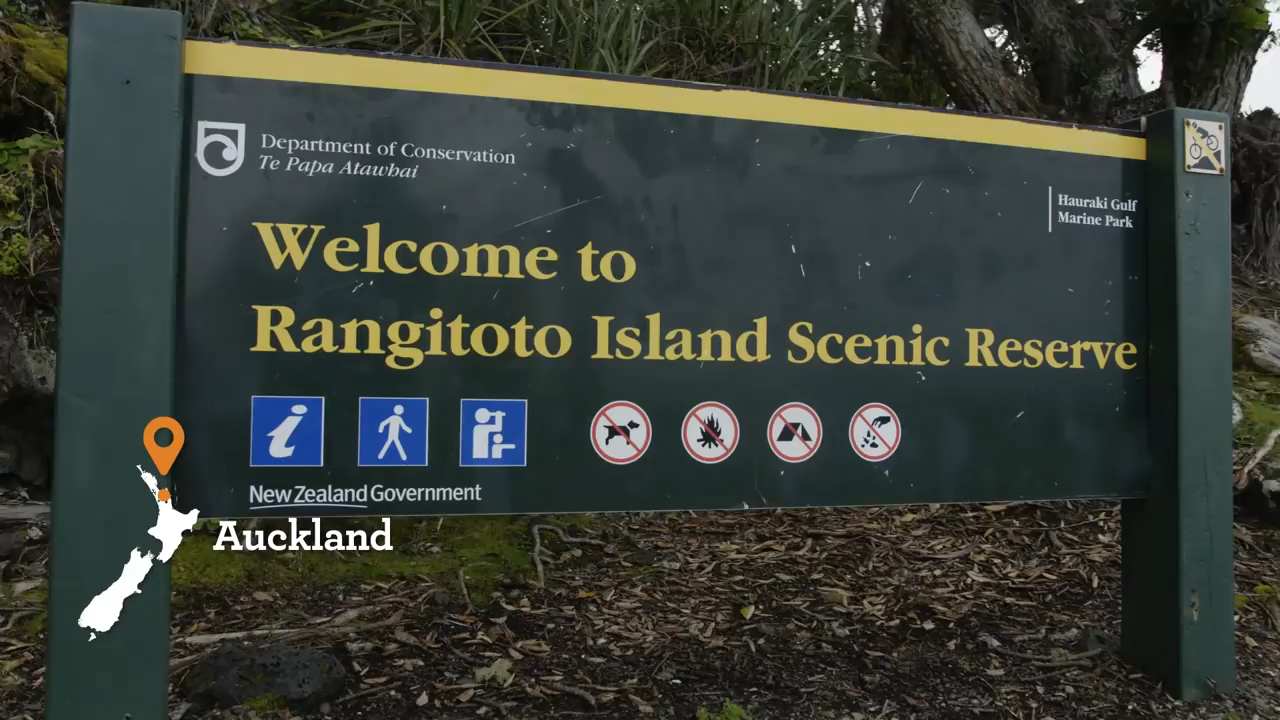 Department of Conservation
Te Papa Atawhai
Hauraki Gulf
Marine Park
Welcome to
Rangitoto Island Scenic Reserve
New Zealand Government
Auckland